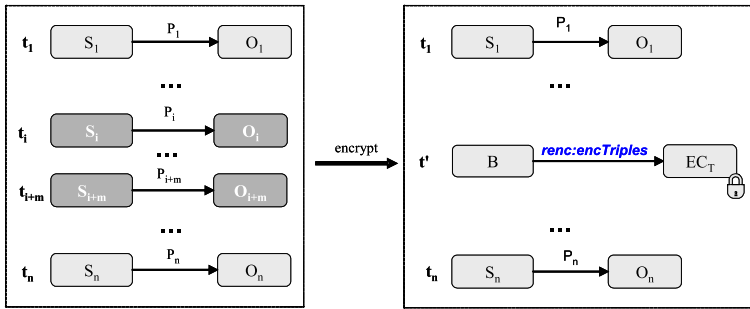 t₁ S₁ P₁ O₁
...
tᵢ Sᵢ Pᵢ Oᵢ
...
tᵢ₊ₘ Sᵢ₊ₘ Pᵢ₊ₘ Oᵢ₊ₘ
...
tₙ Sₙ Pₙ Oₙ
encrypt
t₁ S₁ P₁ O₁
...
t' B renc:encTriples EC_T
...
tₙ Sₙ Pₙ Oₙ